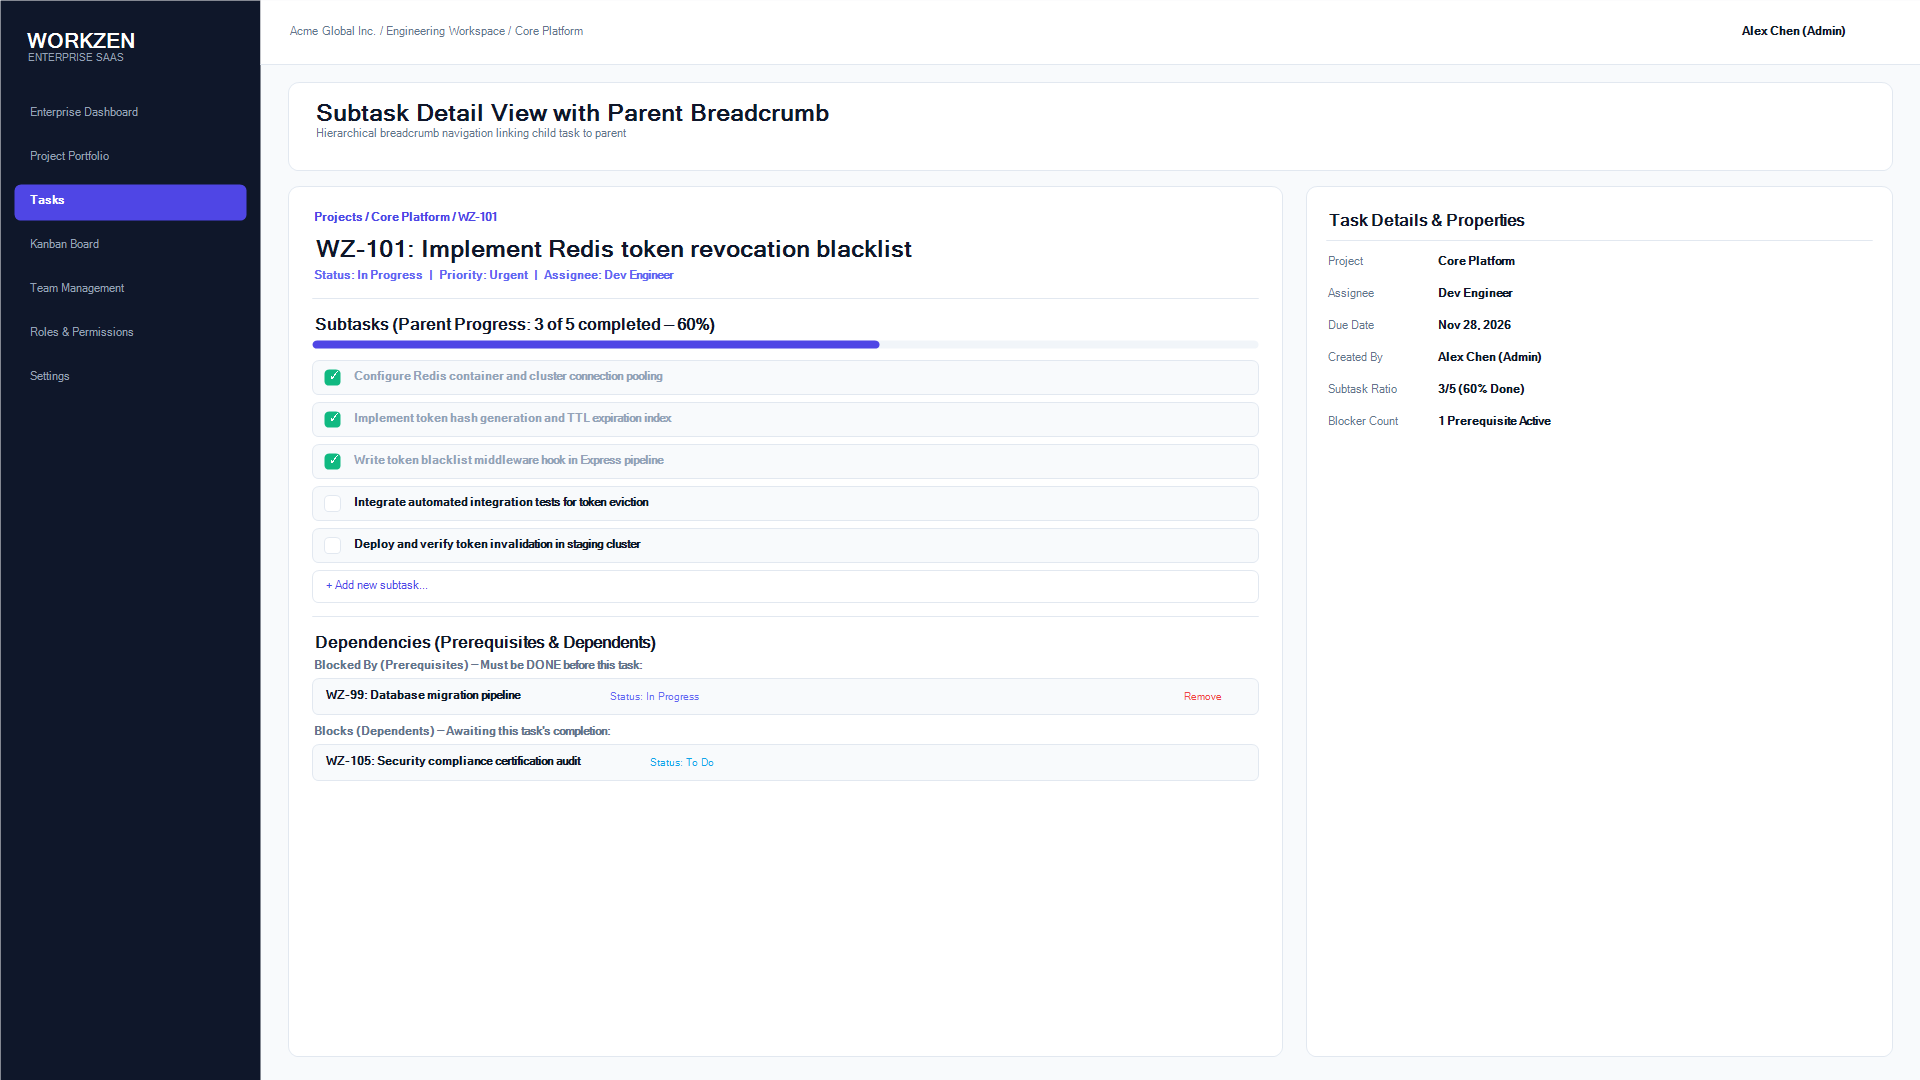 WORKZEN
ENTERPRISE SAAS
Enterprise Dashboard
Project Portfolio
Tasks
Kanban Board
Team Management
Roles & Permissions
Settings
Acme Global Inc. / Engineering Workspace / Core Platform
Alex Chen (Admin)
Subtask Detail View with Parent Breadcrumb
Hierarchical breadcrumb navigation linking child task to parent
Projects / Core Platform / WZ-101
WZ-101: Implement Redis token revocation blacklist
Status: In Progress | Priority: Urgent | Assignee: Dev Engineer
Subtasks (Parent Progress: 3 of 5 completed – 60%)
✓ Configure Redis container and cluster connection pooling
✓ Implement token hash generation and TTL expiration index
✓ Write token blacklist middleware hook in Express pipeline
Integrate automated integration tests for token eviction
Deploy and verify token invalidation in staging cluster
+ Add new subtask...
Dependencies (Prerequisites & Dependents)
Blocked By (Prerequisites) – Must be DONE before this task:
WZ-99: Database migration pipeline Status: In Progress Remove
Blocks (Dependents) – Awaiting this task's completion:
WZ-105: Security compliance certification audit Status: To Do
Task Details & Properties
Project Core Platform
Assignee Dev Engineer
Due Date Nov 28, 2026
Created By Alex Chen (Admin)
Subtask Ratio 3/5 (60% Done)
Blocker Count 1 Prerequisite Active